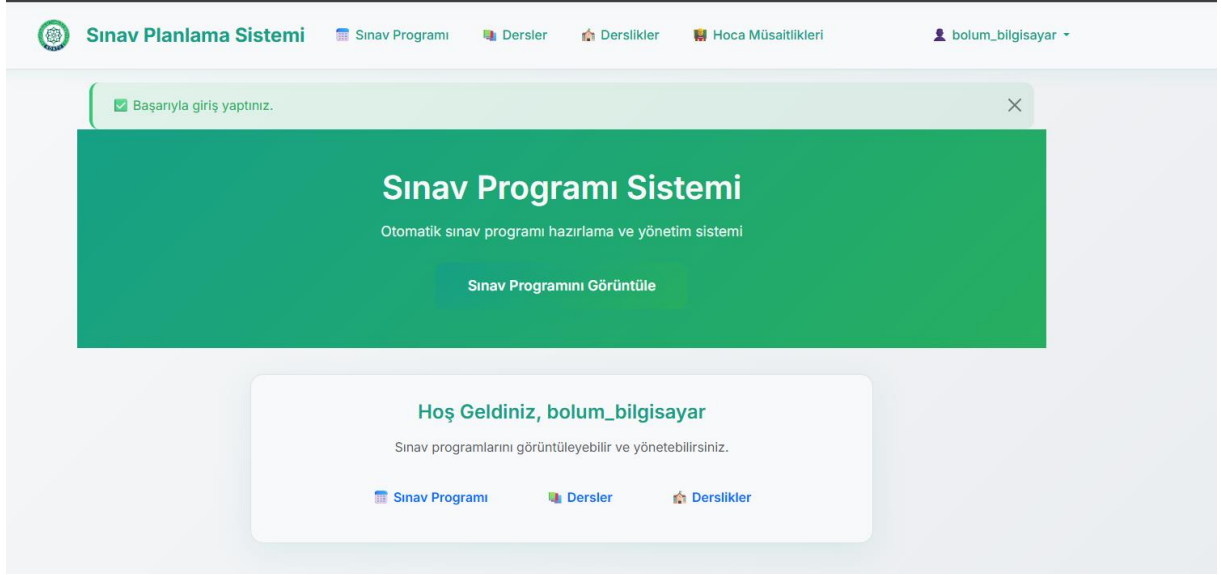 Sınav Planlama Sistemi Sınav Programı Dersler Derslikler Hoca Müsaitlikleri bolum_bilgisayar
Başarıyla giriş yaptınız.
Sınav Programı Sistemi
Otomatik sınav programı hazırlama ve yönetim sistemi
Sınav Programını Görüntüle
Hoş Geldiniz, bolum_bilgisayar
Sınav programlarını görüntüleyebilir ve yönetebilirsiniz.
Sınav Programı Dersler Derslikler